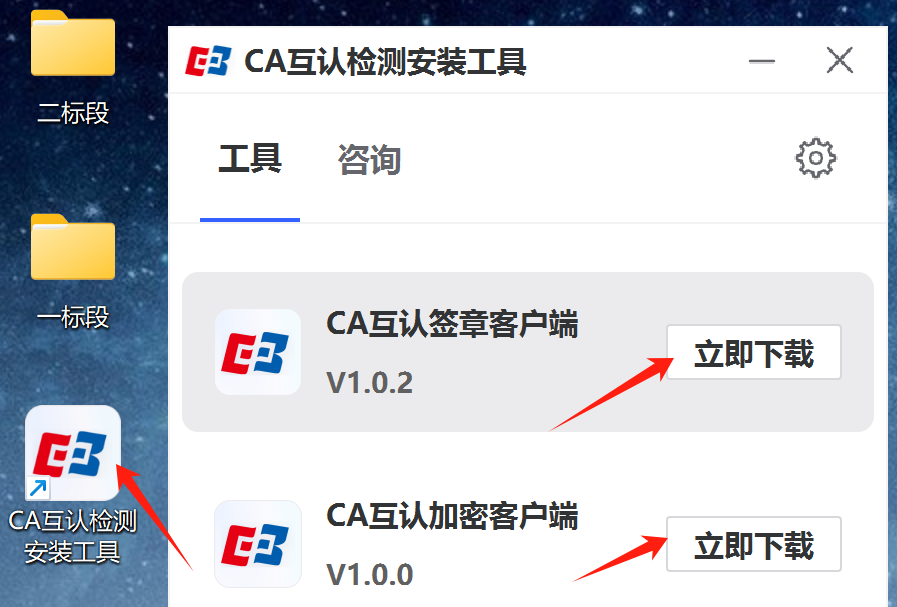 二标段
一标段
CA互认检测
安装工具
CA互认检测安装工具
工具
咨询
CA互认签章客户端
V1.0.2
立即下载
CA互认加密客户端
V1.0.0
立即下载